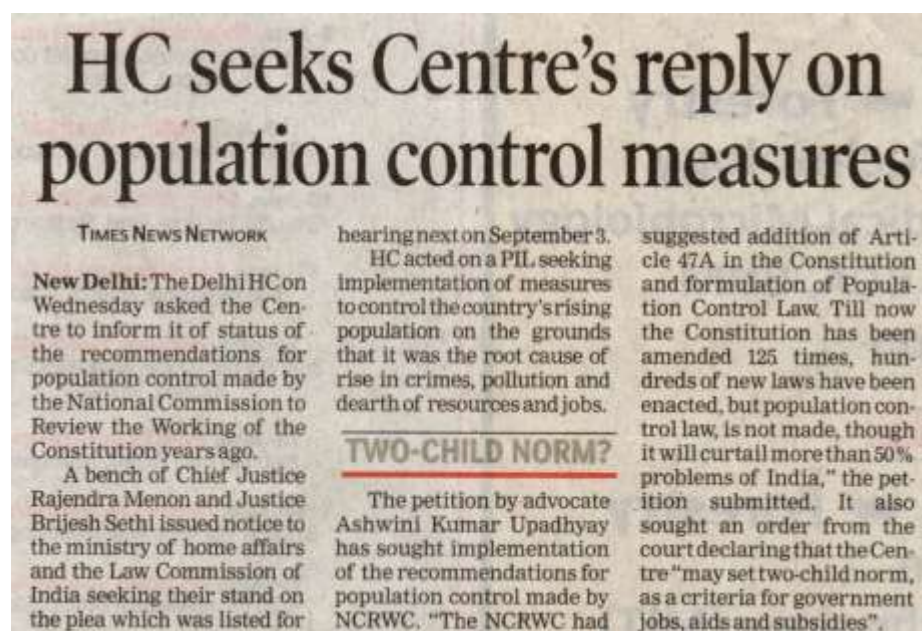 HC seeks Centre's reply on
population control measures
TIMES NEWS NETWORK
New Delhi: The Delhi HC on
Wednesday asked the Cen-
tre to inform it of status of
the recommendations for
population control made by
the National Commission to
Review the Working of the
Constitution years ago.
A bench of Chief Justice
Rajendra Menon and Justice
Brijesh Sethi issued notice to
the ministry of home affairs
and the Law Commission of
India seeking their stand on
the plea which was listed for
hearing next on September 3.
HC acted on a PIL seeking
implementation of measures
to control the country's rising
population on the grounds
that it was the root cause of
rise in crimes, pollution and
dearth of resources and jobs.
TWO-CHILD NORM?
The petition by advocate
Ashwini Kumar Upadhyay
has sought implementation
of the recommendations for
population control made by
NCRWC. "The NCRWC had
suggested addition of Arti-
cle 47A in the Constitution
and formulation of Popula-
tion Control Law. Till now
the Constitution has been
amended 125 times, hun-
dreds of new laws have been
enacted, but population con-
trol law, is not made, though
it will curtail more than 50%
problems of India," the pet-
ition submitted. It also
sought an order from the
court declaring that the Cen-
tre "may set two-child norm,
as a criteria for government
jobs, aids and subsidies".